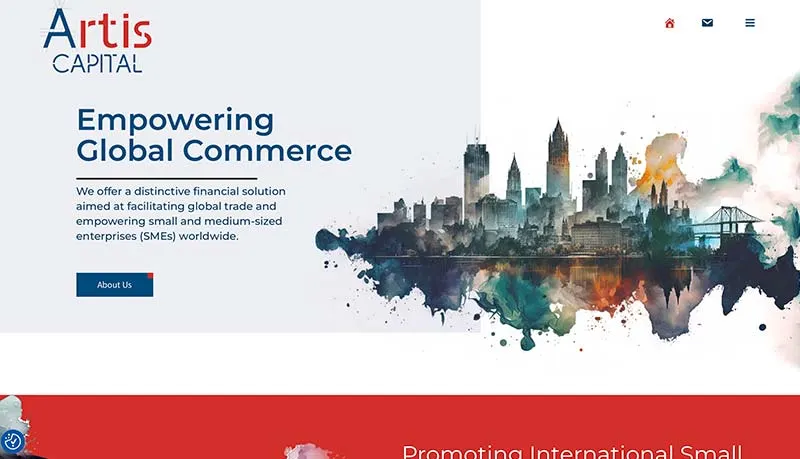 Artis
CAPITAL
Empowering
Global Commerce
We offer a distinctive financial solution
aimed at facilitating global trade and
empowering small and medium-sized
enterprises (SMEs) worldwide.
About Us
Promoting International Small